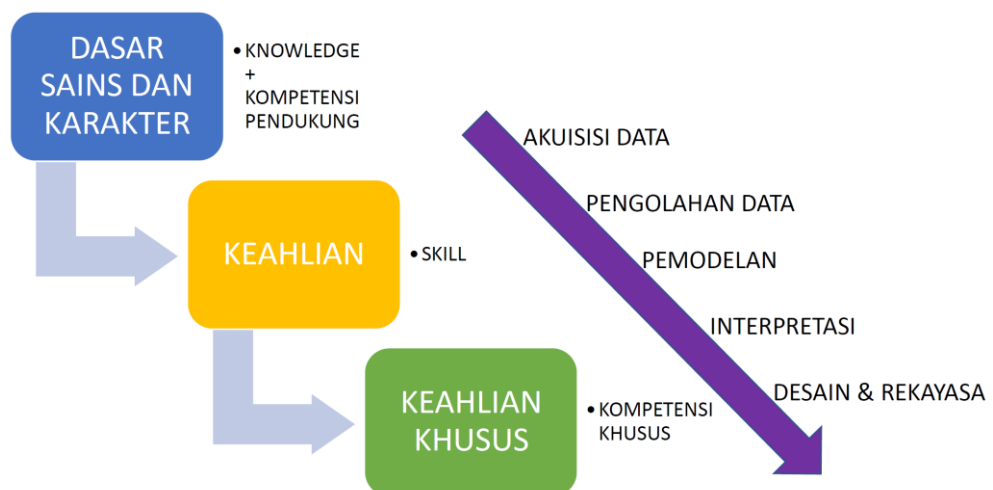 DASAR
SAINS DAN
KARAKTER
• KNOWLEDGE
+
KOMPETENSI
PENDUKUNG
KEAHLIAN
• SKILL
KEAHLIAN
KHUSUS
• KOMPETENSI
KHUSUS
AKUISISI DATA
PENGOLAHAN DATA
PEMODELAN
INTERPRETASI
DESAIN & REKAYASA